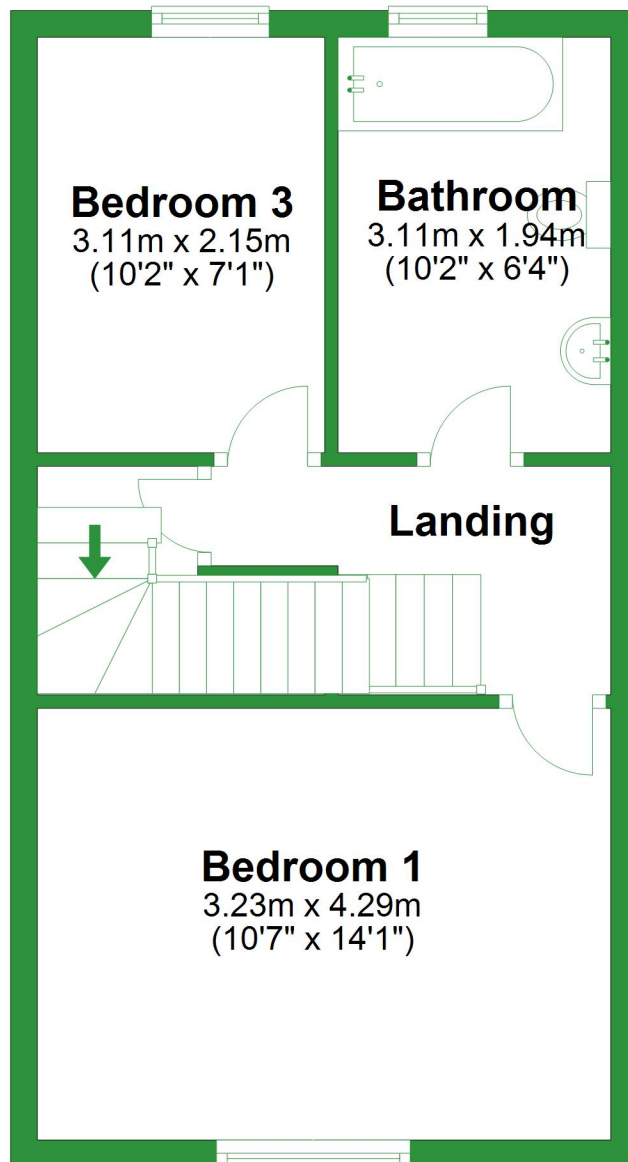 Bedroom 3
3.11m x 2.15m
(10'2" x 7'1")
Bathroom
3.11m x 1.94m
(10'2" x 6'4")
Landing
Bedroom 1
3.23m x 4.29m
(10'7" x 14'1")